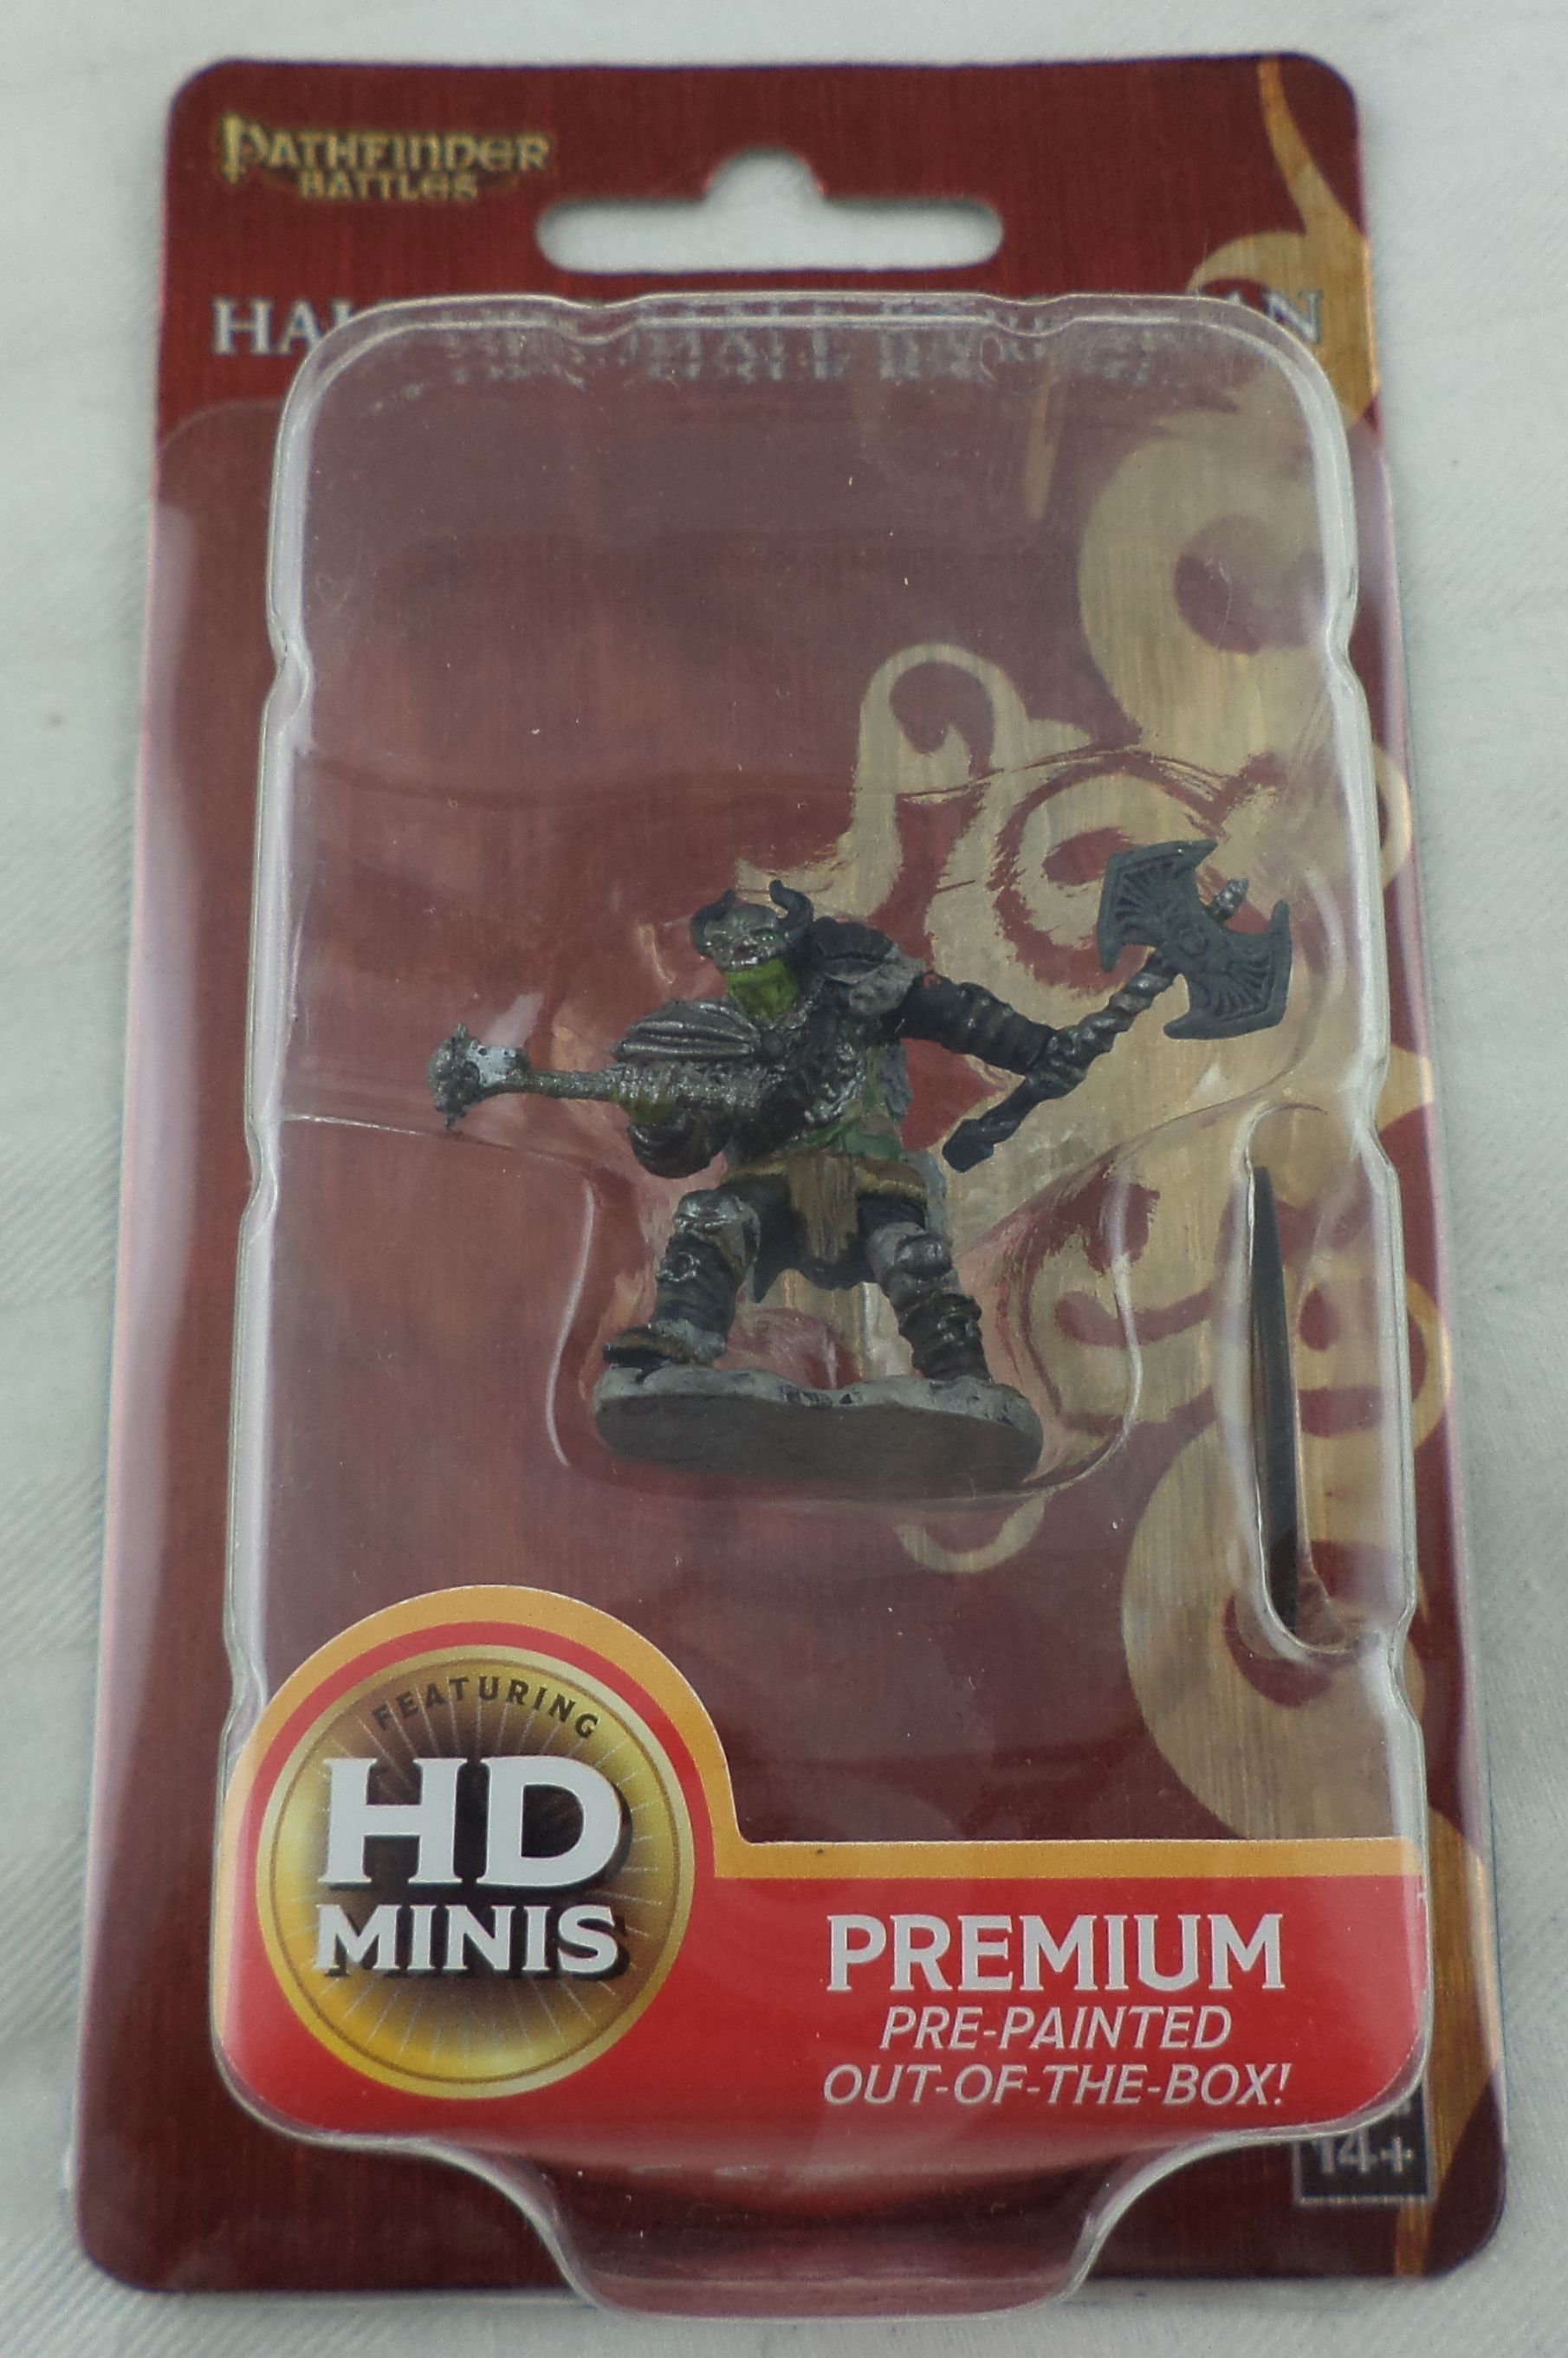 PATHFINDER
BATTLES
FEATURING
HD
MINIS
PREMIUM
PRE-PAINTED
OUT-OF-THE-BOX!
14+